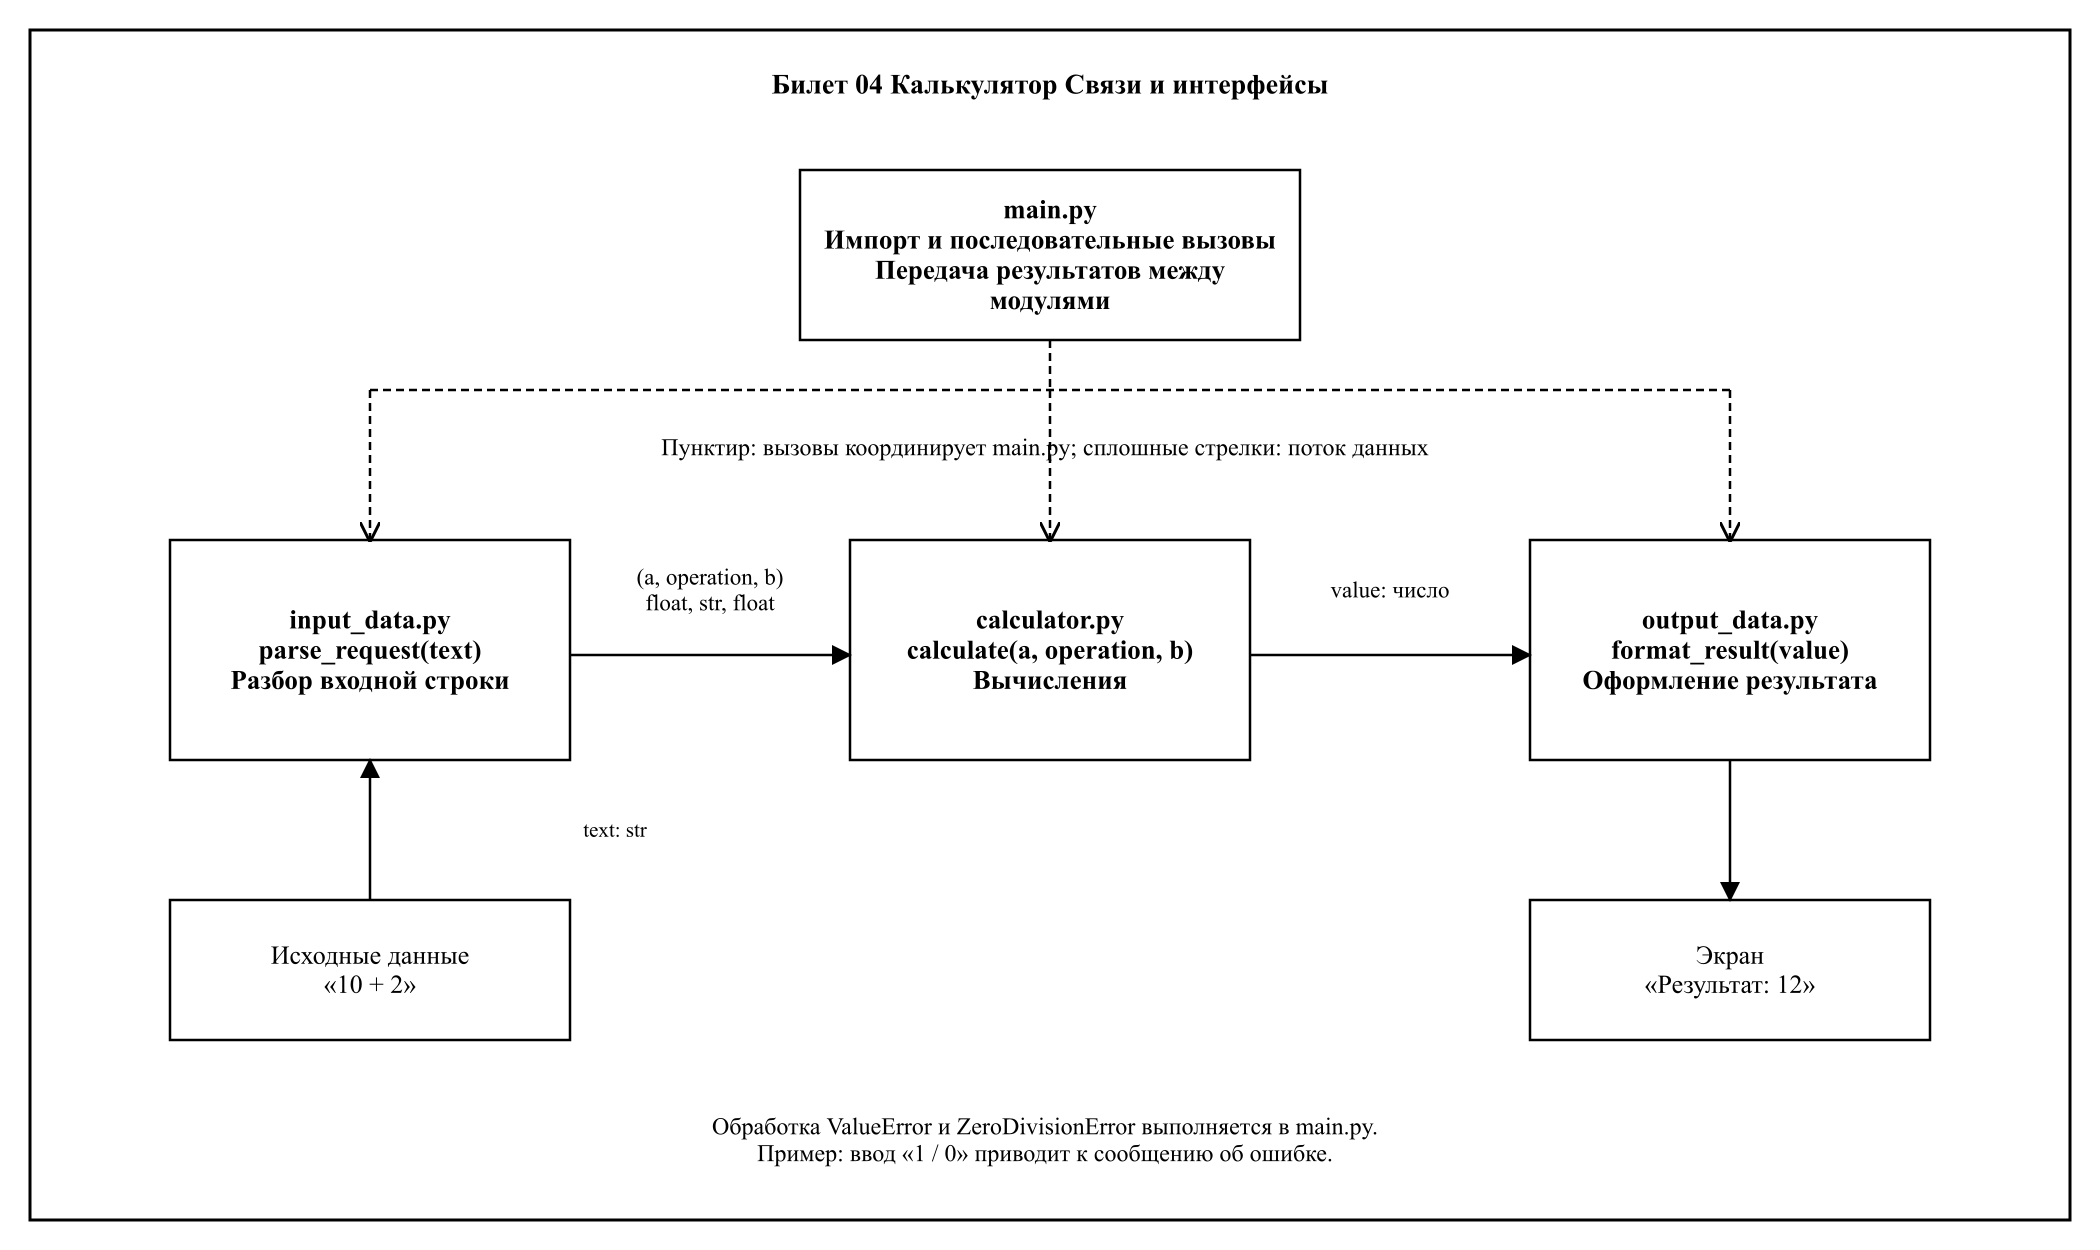 Билет 04 Калькулятор Связи и интерфейсы
main.py
Импорт и последовательные вызовы
Передача результатов между
модулями
Пунктир: вызовы координирует main.py; сплошные стрелки: поток данных
input_data.py
parse_request(text)
Разбор входной строки
(a, operation, b)
float, str, float
calculator.py
calculate(a, operation, b)
Вычисления
value: число
output_data.py
format_result(value)
Оформление результата
text: str
Исходные данные
«10 + 2»
Экран
«Результат: 12»
Обработка ValueError и ZeroDivisionError выполняется в main.py.
Пример: ввод «1 / 0» приводит к сообщению об ошибке.